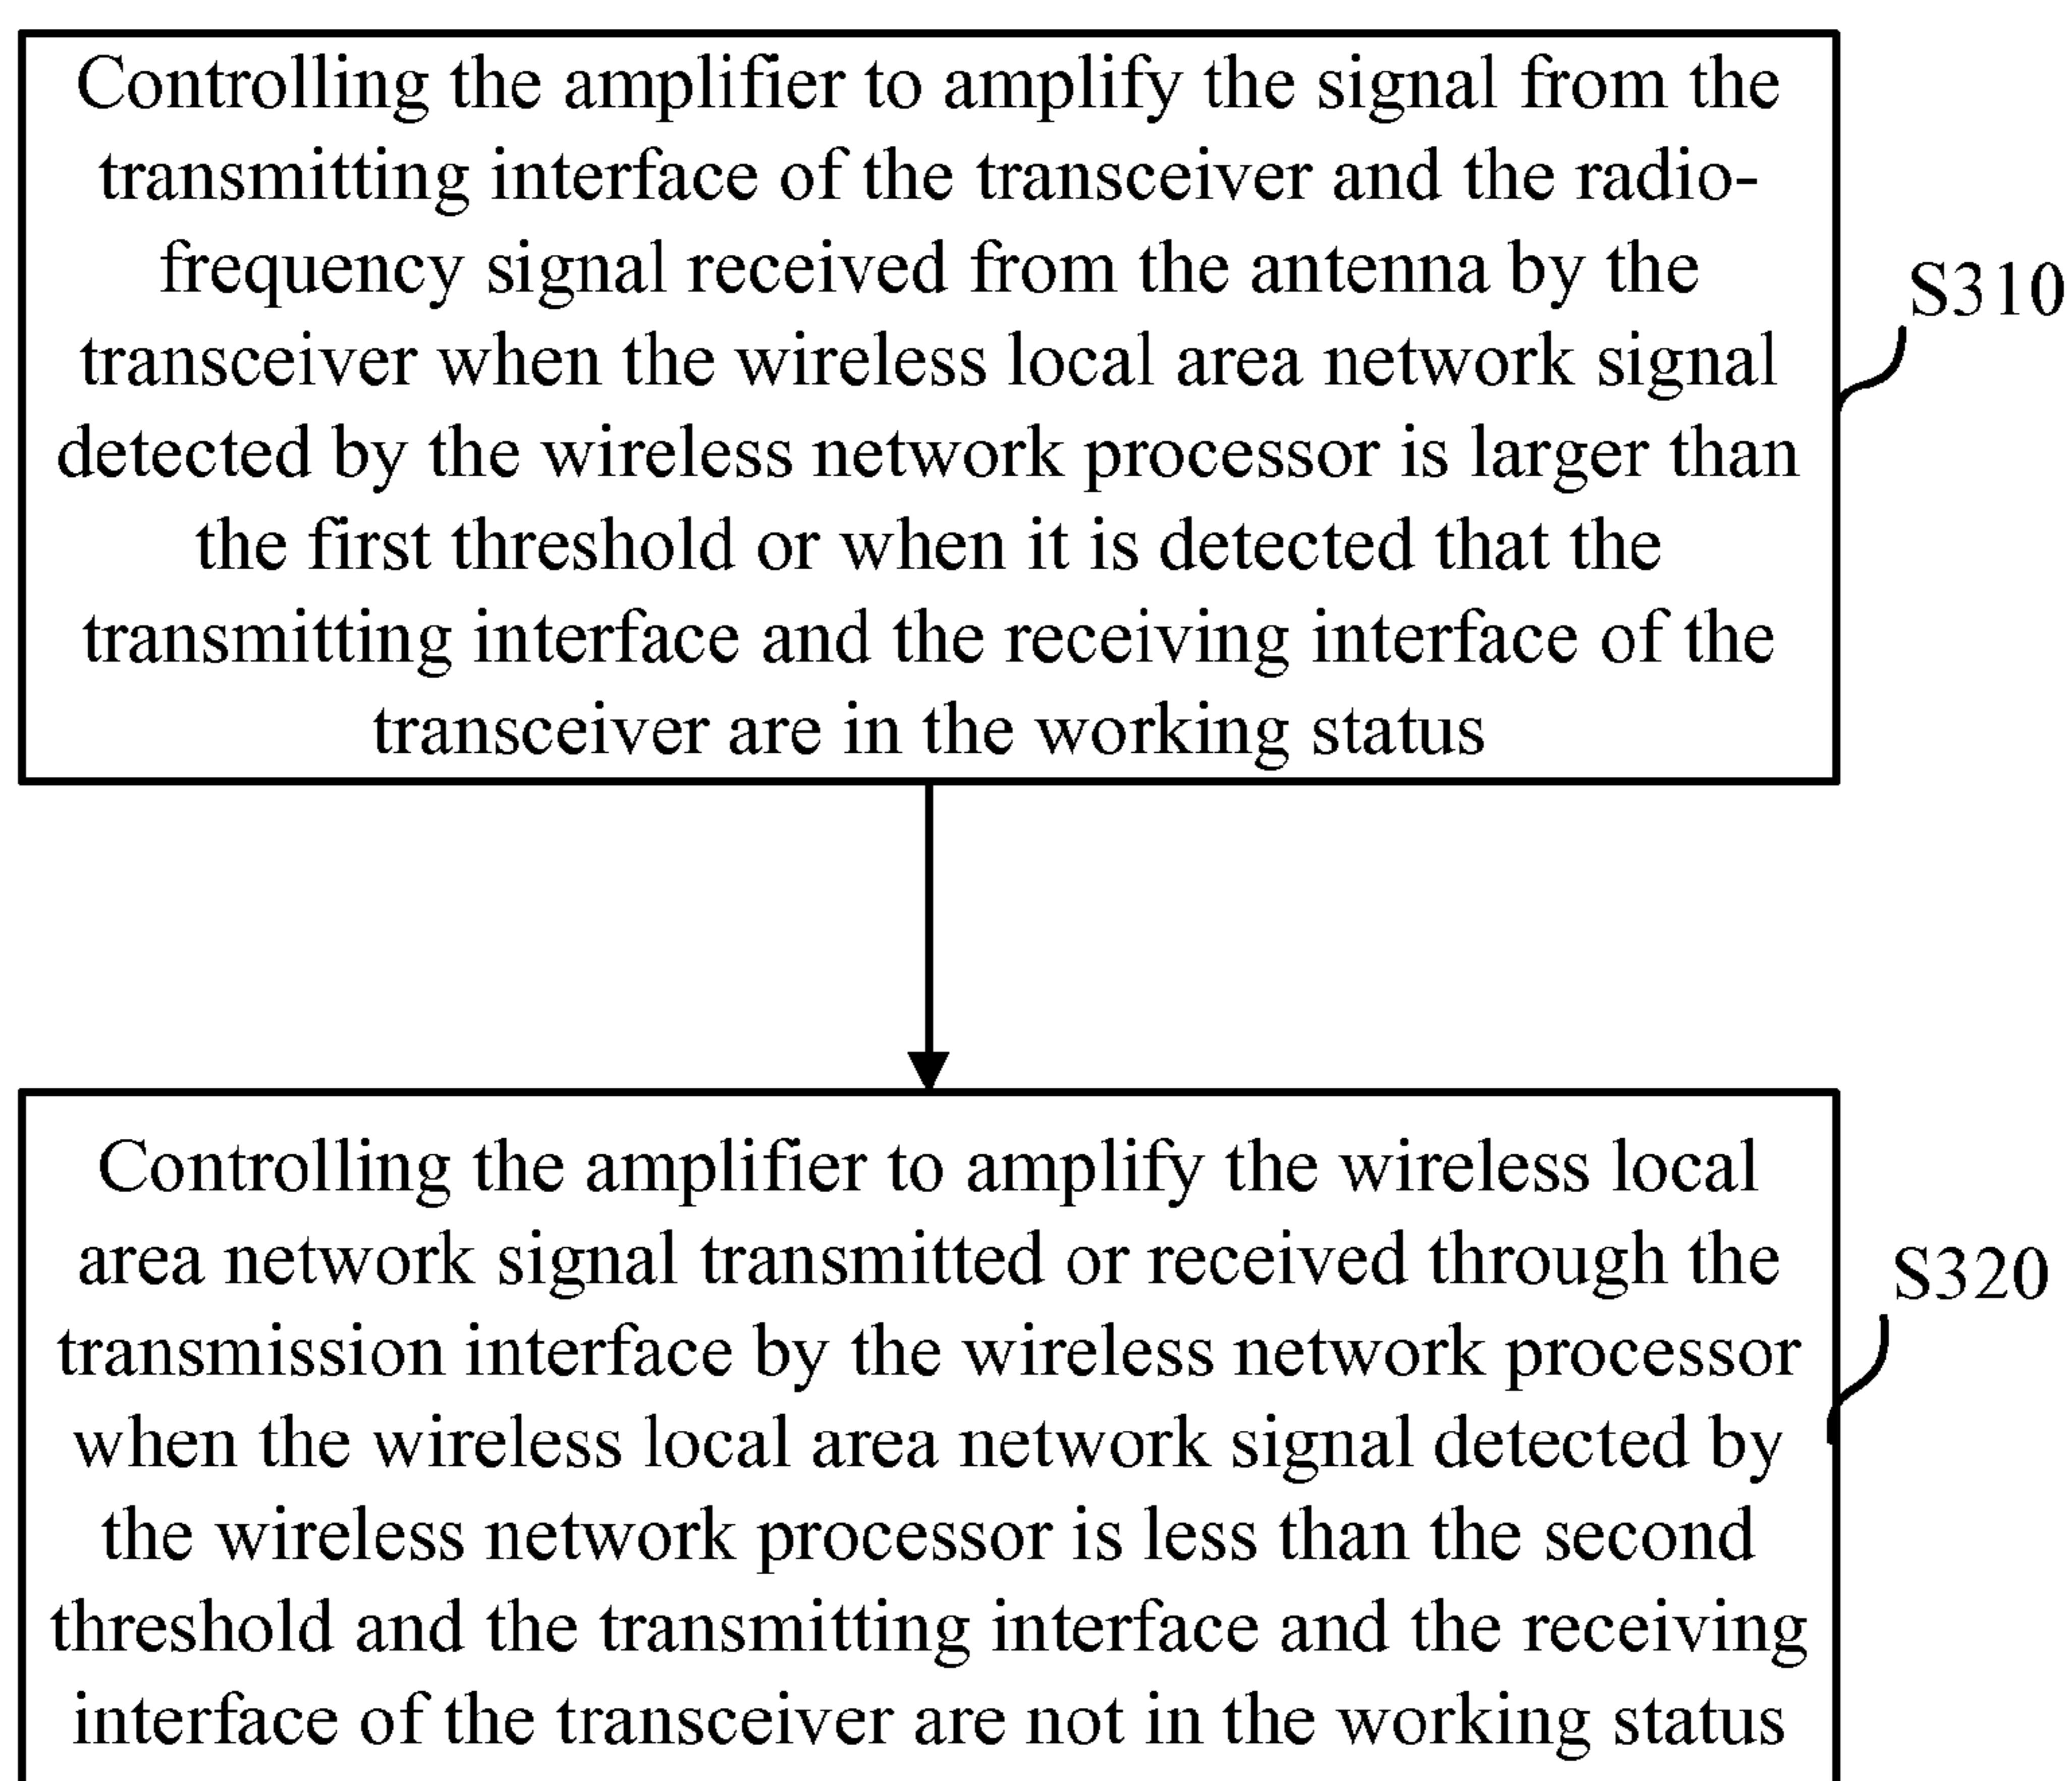 Controlling the amplifier to amplify the signal from the
transmitting interface of the transceiver and the radio-
frequency signal received from the antenna by the
transceiver when the wireless local area network signal
detected by the wireless network processor is larger than
the first threshold or when it is detected that the
transmitting interface and the receiving interface of the
transceiver are in the working status
S310
Controlling the amplifier to amplify the wireless local
area network signal transmitted or received through the
transmission interface by the wireless network processor
when the wireless local area network signal detected by
the wireless network processor is less than the second
threshold and the transmitting interface and the receiving
interface of the transceiver are not in the working status
S320